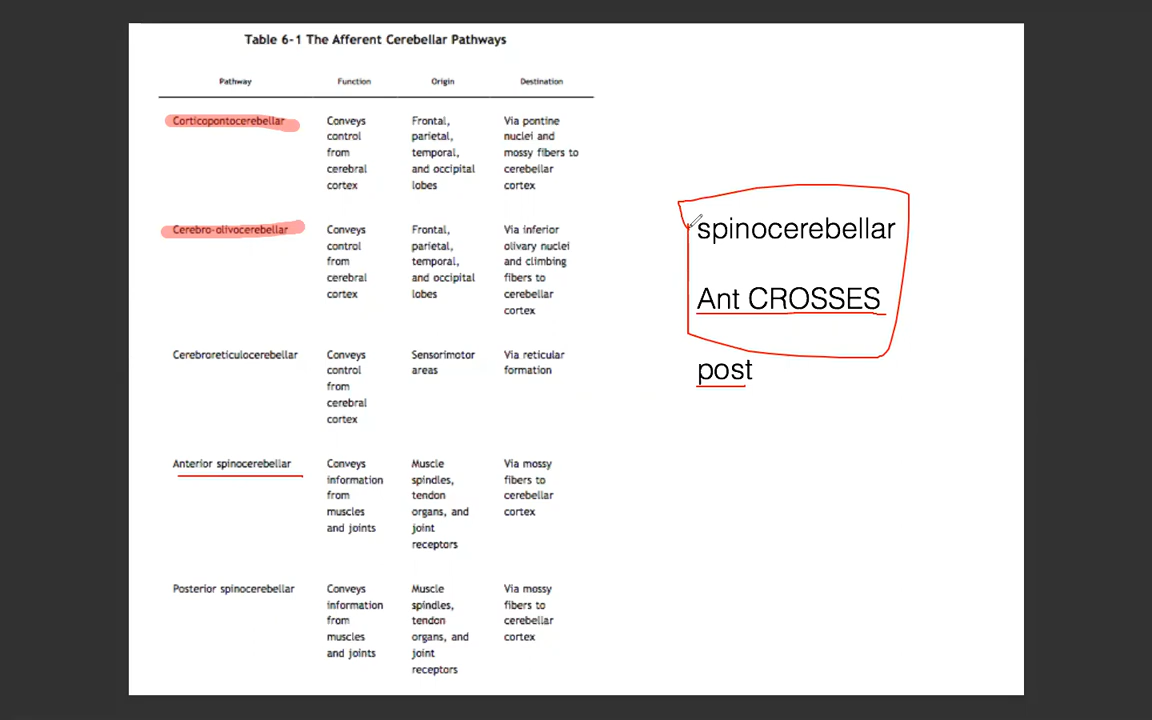 Table 6-1 The Afferent Cerebellar Pathways
Pathway Function Origin Destination
Corticopontocerebellar Conveys Frontal, Via pontine
control parietal, nuclei and
from temporal, mossy fibers to
cerebral and occipital cerebellar
cortex lobes cortex
Cerebro-olivocerebellar Conveys Frontal, Via inferior
control parietal, olivary nuclei
from temporal, and climbing
cerebral and occipital fibers to
cortex lobes cerebellar
cortex
Cerebroreticulocerebellar Conveys Sensorimotor Via reticular
control areas formation
from
cerebral
cortex
Anterior spinocerebellar Conveys Muscle Via mossy
information spindles, fibers to
from tendon cerebellar
muscles organs, and cortex
and joints joint
receptors
Posterior spinocerebellar Conveys Muscle Via mossy
information spindles, fibers to
from tendon cerebellar
muscles organs, and cortex
and joints joint
receptors
spinocerebellar
Ant CROSSES
post